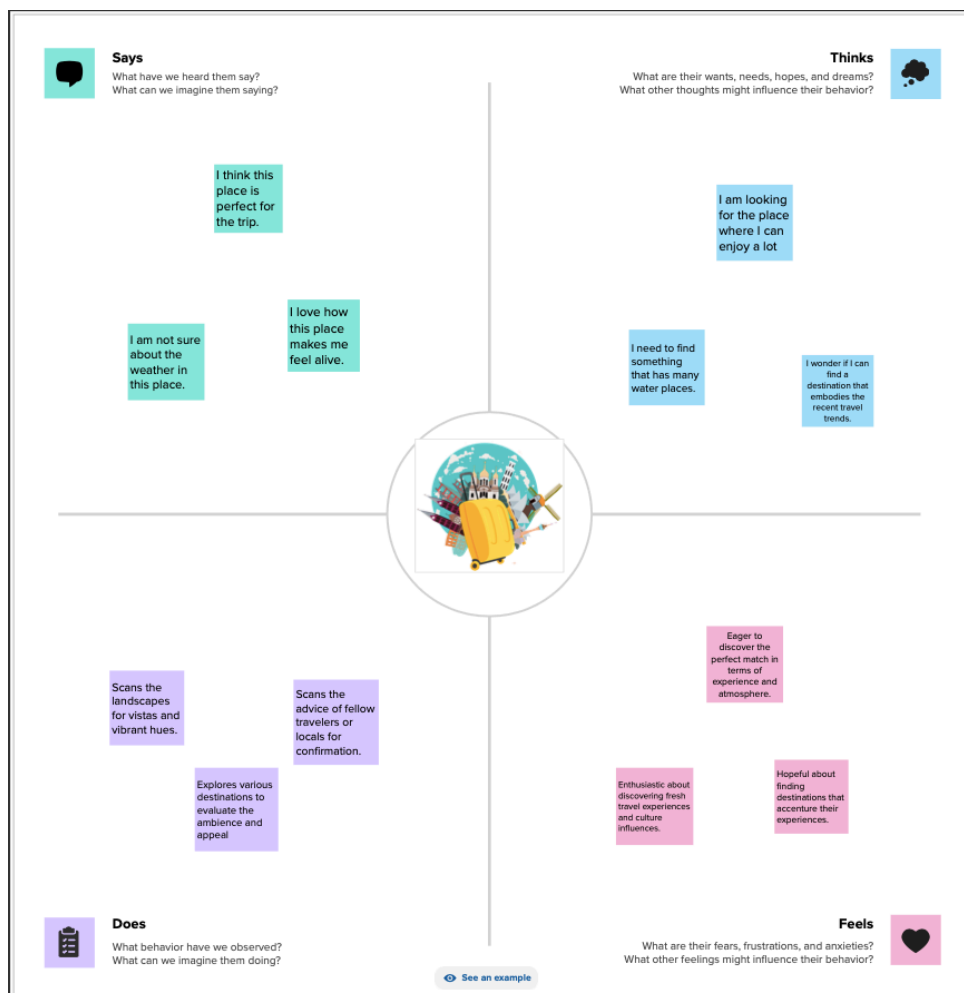 Says
What have we heard them say?
What can we imagine them saying?
Thinks
What are their wants, needs, hopes, and dreams?
What other thoughts might influence their behavior?
I think this
place is
perfect for
the trip.
I am not sure
about the
weather in
this place.
I love how
this place
makes me
feel alive.
I am looking
for the place
where I can
enjoy a lot
I need to find
something
that has many
water places.
I wonder if I can
find a
destination that
embodies the
recent travel
trends.
Scans the
landscapes
for vistas and
vibrant hues.
Scans the
advice of fellow
travelers or
locals for
confirmation.
Explores various
destinations to
evaluate the
ambience and
appeal
Eager to
discover the
perfect match in
terms of
experience and
atmosphere.
Enthusiastic about
discovering fresh
travel experiences
and culture
influences.
Hopeful about
finding
destinations that
accenture their
experiences.
Does
What behavior have we observed?
What can we imagine them doing?
Feels
What are their fears, frustrations, and anxieties?
What other feelings might influence their behavior?
See an example